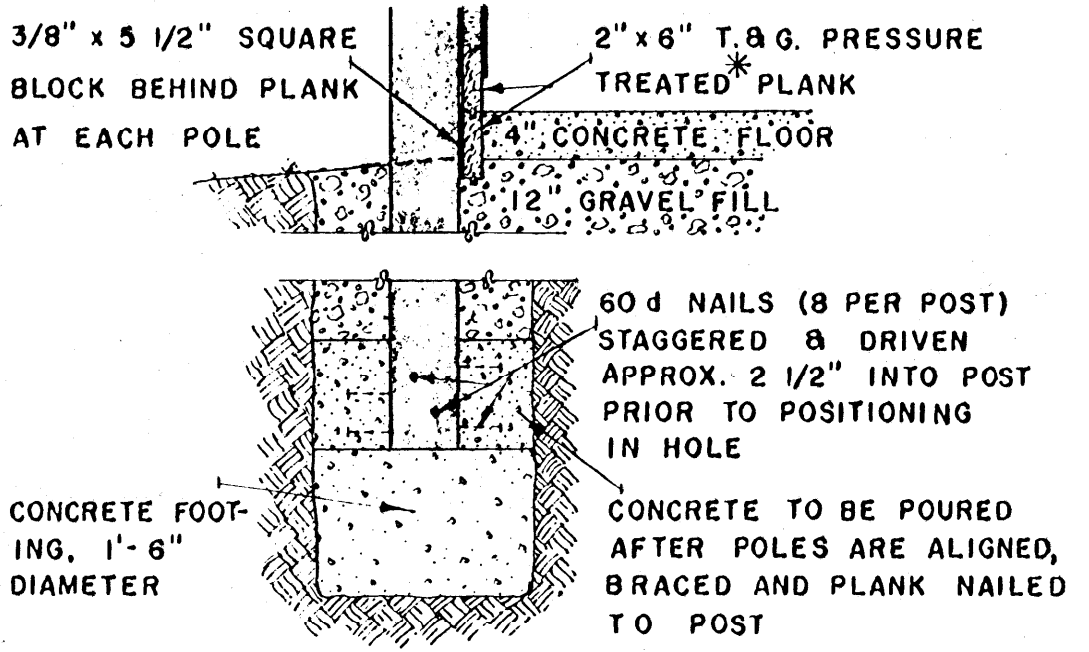 3/8" x 5 1/2" SQUARE
BLOCK BEHIND PLANK
AT EACH POLE
2" x 6" T. & G. PRESSURE
TREATED* PLANK
4" CONCRETE FLOOR
12" GRAVEL FILL
60 d NAILS (8 PER POST)
STAGGERED & DRIVEN
APPROX. 2 1/2" INTO POST
PRIOR TO POSITIONING
IN HOLE
CONCRETE FOOT-
ING, 1'-6"
DIAMETER
CONCRETE TO BE POURED
AFTER POLES ARE ALIGNED,
BRACED AND PLANK NAILED
TO POST